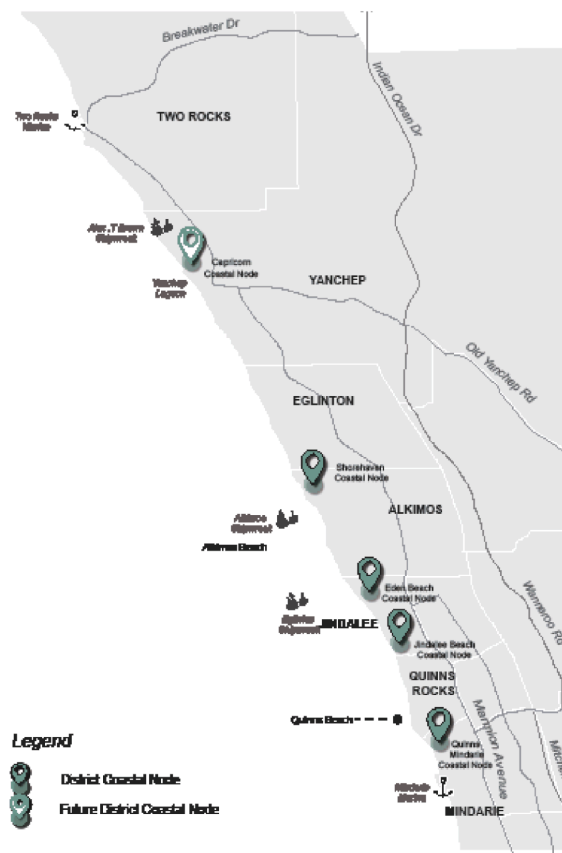 Breakwater Dr
Indian Ocean Dr
TWO ROCKS
Two Rocks
Marina
Shipwreck
Capricorn
Coastal Node
Yanchep
Lagoon
YANCHEP
Old Yanchep Rd
EGLINTON
Shorehaven
Coastal Node
ALKIMOS
Alkimos
Shipwreck
Alkimos Beach
Wanneroo Rd
Eden Beach
Coastal Node
Eglinton
Shipwreck
JINDALEE
Jindalee Beach
Coastal Node
QUINNS
ROCKS
Marmion Avenue
Quinns Beach
Quinns
Mindarie
Coastal Node
Mindarie
Marina
MINDARIE
Legend
District Coastal Node
Future District Coastal Node